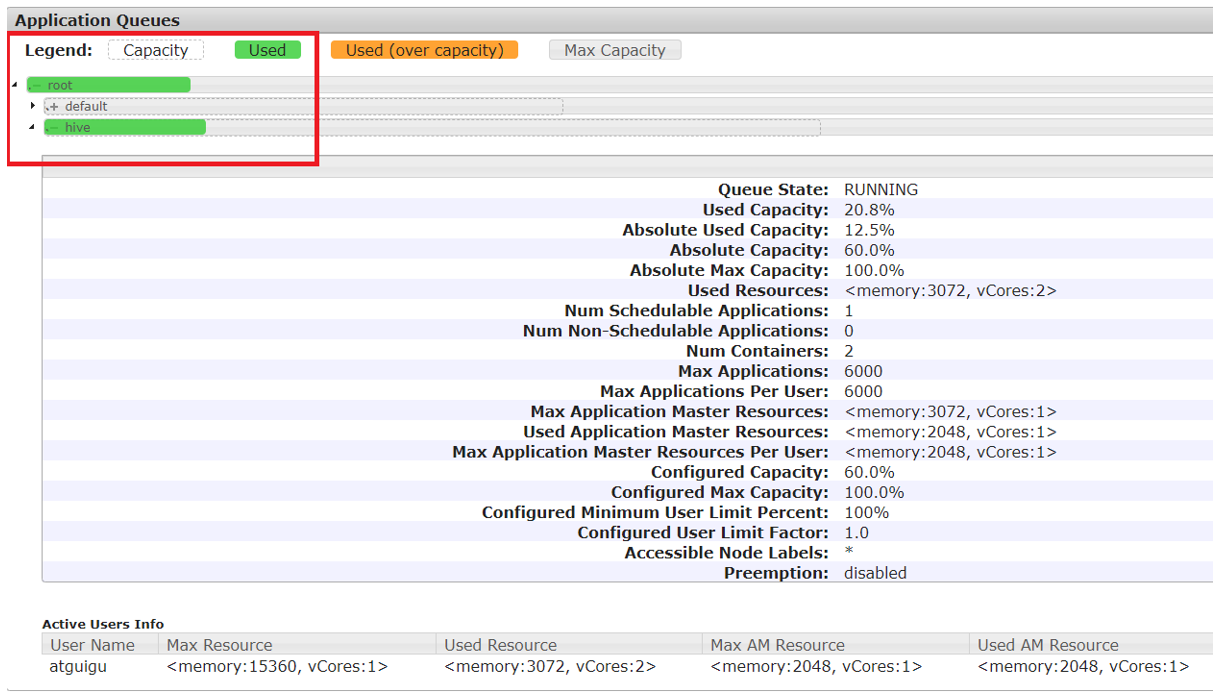 Application Queues
Legend: Capacity Used Used (over capacity) Max Capacity
- root
+ default
- hive
Queue State: RUNNING
Used Capacity: 20.8%
Absolute Used Capacity: 12.5%
Absolute Capacity: 60.0%
Absolute Max Capacity: 100.0%
Used Resources: <memory:3072, vCores:2>
Num Schedulable Applications: 1
Num Non-Schedulable Applications: 0
Num Containers: 2
Max Applications: 6000
Max Applications Per User: 6000
Max Application Master Resources: <memory:3072, vCores:1>
Used Application Master Resources: <memory:2048, vCores:1>
Max Application Master Resources Per User: <memory:2048, vCores:1>
Configured Capacity: 60.0%
Configured Max Capacity: 100.0%
Configured Minimum User Limit Percent: 100%
Configured User Limit Factor: 1.0
Accessible Node Labels: *
Preemption: disabled
Active Users Info
User Name Max Resource Used Resource Max AM Resource Used AM Resource
atguigu <memory:15360, vCores:1> <memory:3072, vCores:2> <memory:2048, vCores:1> <memory:2048, vCores:1>